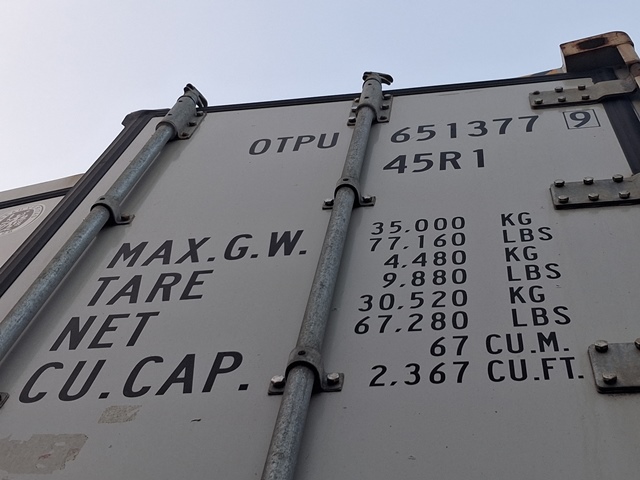 OTPU 651377 9
45R1
MAX.G.W. 35.000 KG
77.160 LBS
TARE 4.480 KG
9.880 LBS
NET 30.520 KG
67.280 LBS
CU.CAP. 67 CU.M.
2.367 CU.FT.